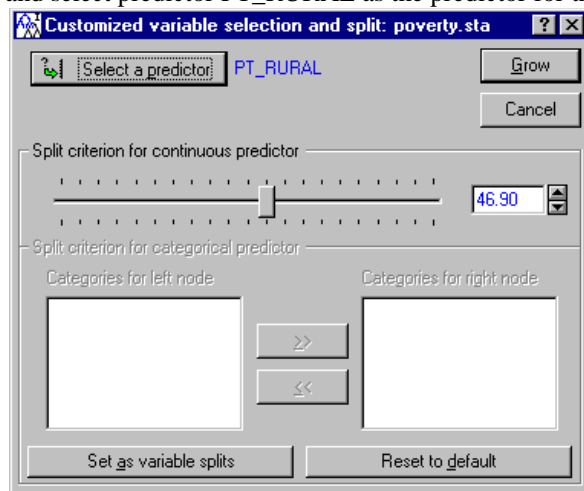 and select predictor PT_RURAL as the predictor for th
Customized variable selection and split: poverty.sta
Select a predictor PT_RURAL Grow
Cancel
Split criterion for continuous predictor
46.90
Split criterion for categorical predictor
Categories for left node Categories for right node
>>
<<
Set as variable splits Reset to default